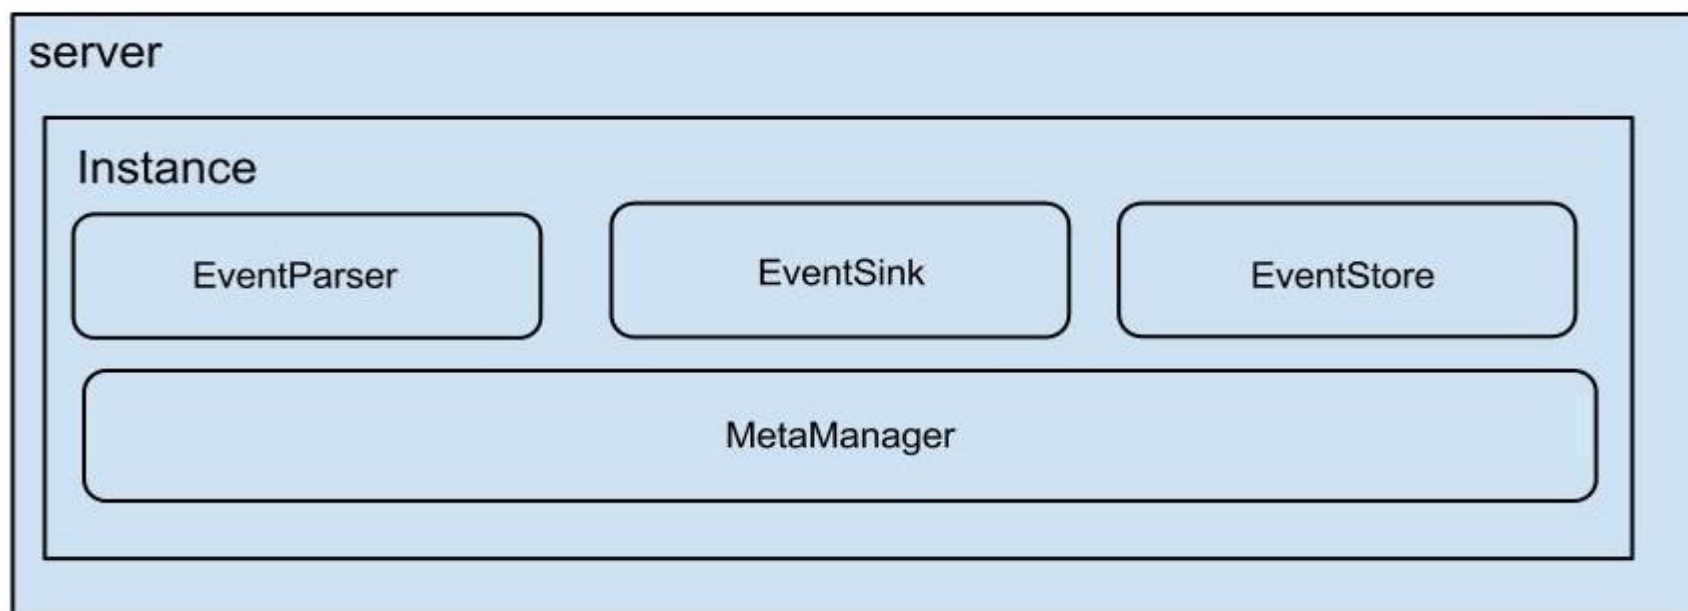 server
Instance
EventParser
EventSink
EventStore
MetaManager